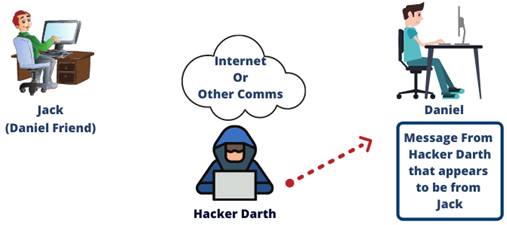 Internet
Or
Other Comms
Jack
(Daniel Friend)
Daniel
Hacker Darth
Message From
Hacker Darth
that appears
to be from
Jack